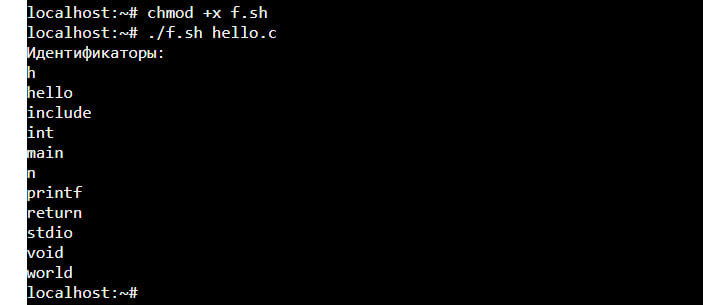 localhost:~# chmod +x f.sh
localhost:~# ./f.sh hello.c
Идентификаторы:
h
hello
include
int
main
n
printf
return
stdio
void
world
localhost:~#